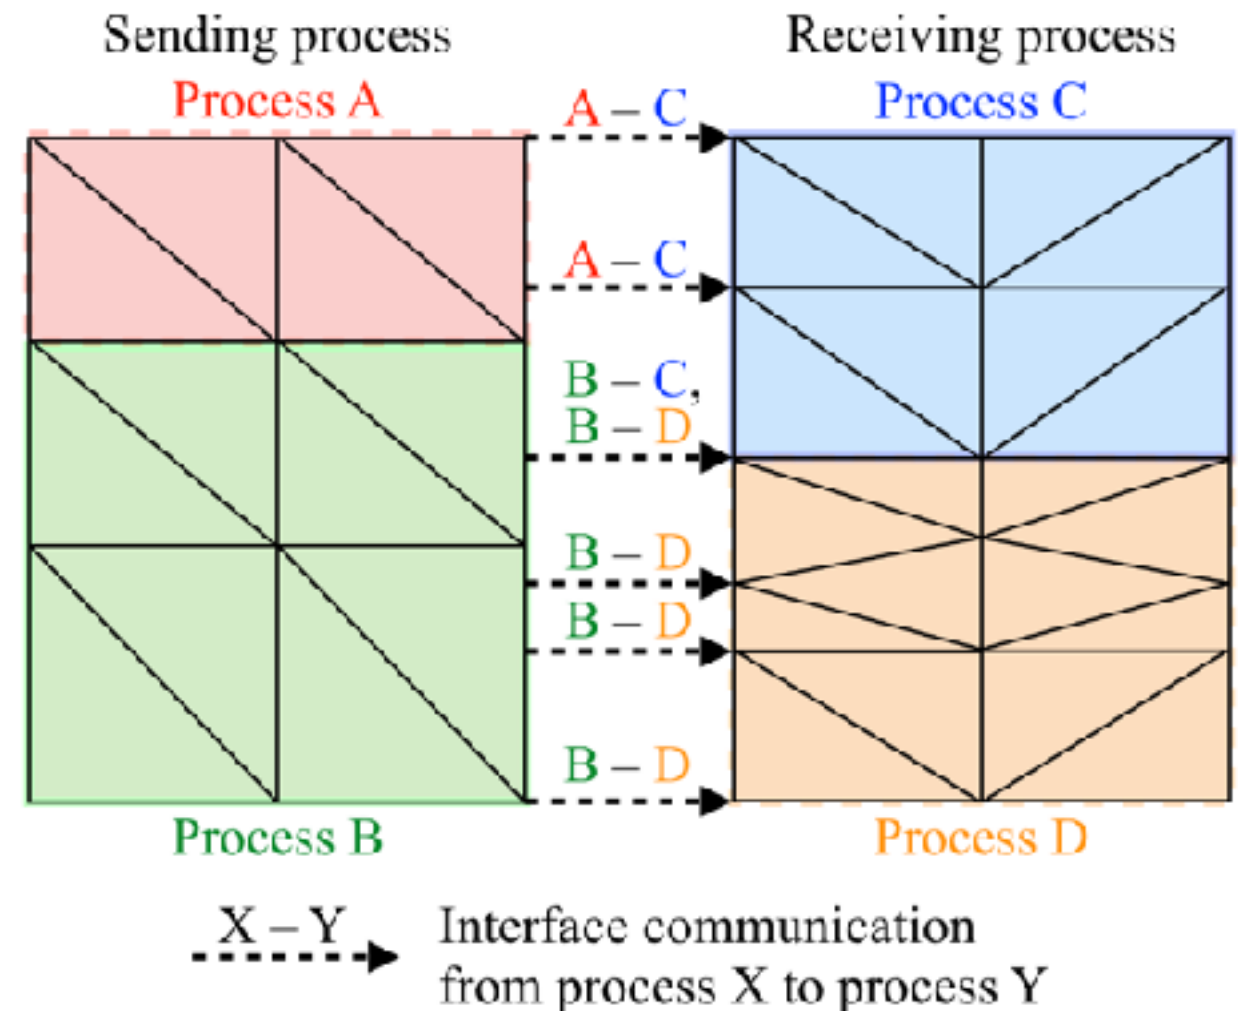 Sending process
Receiving process
Process A
Process C
A – C
A – C
B – C,
B – D
B – D
B – D
B – D
Process B
Process D
X – Y
Interface communication
from process X to process Y